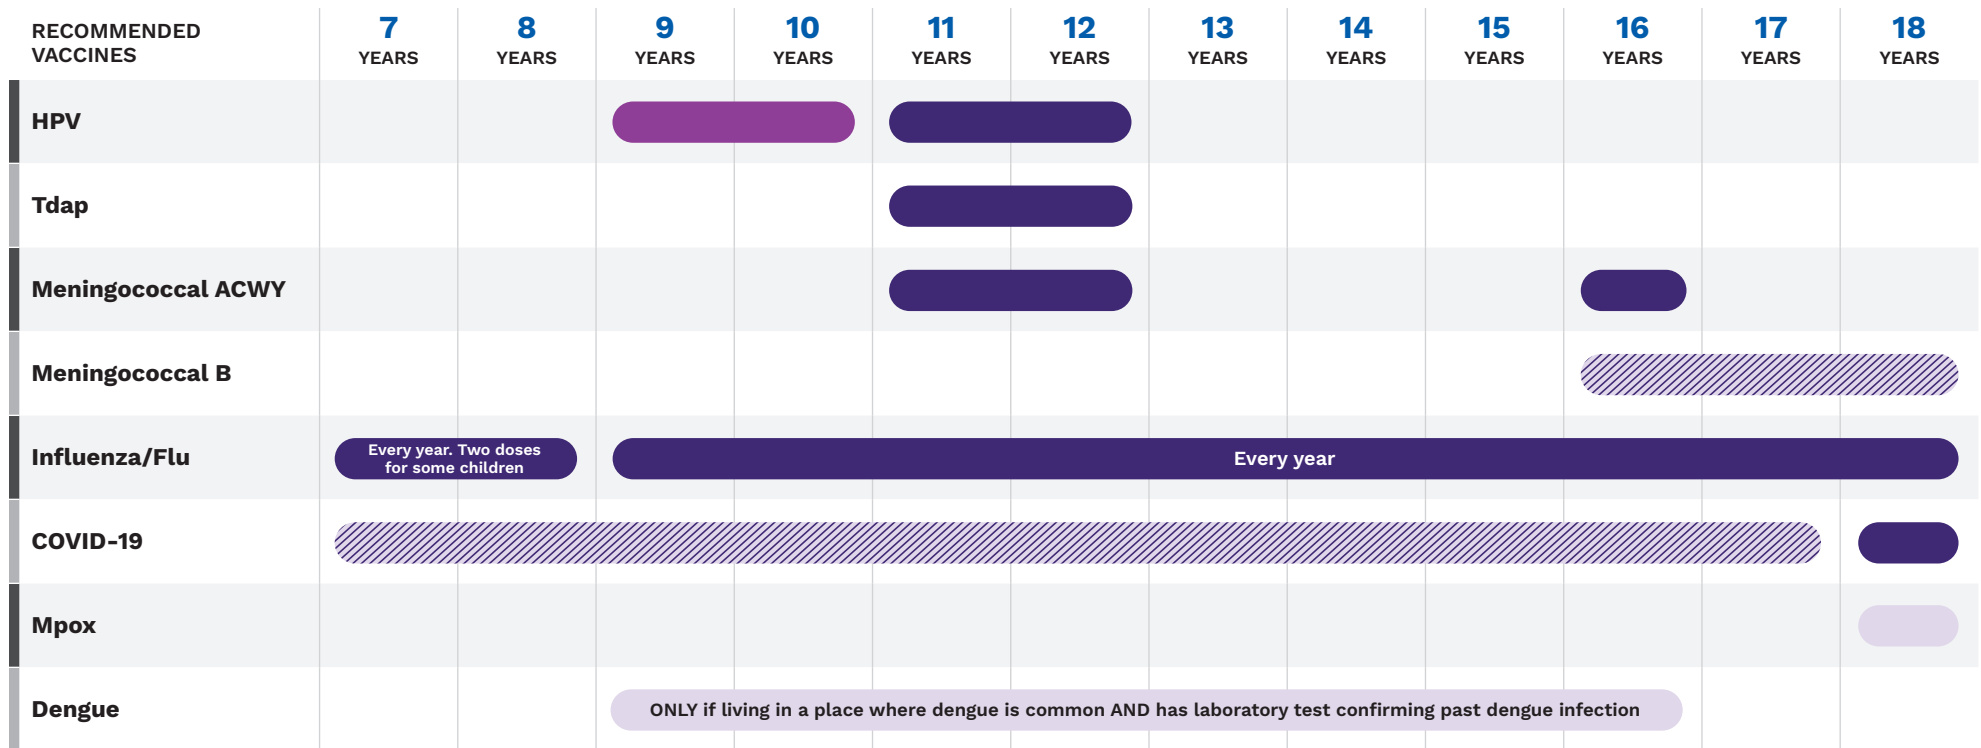 RECOMMENDED
VACCINES
7
YEARS
8
YEARS
9
YEARS
10
YEARS
11
YEARS
12
YEARS
13
YEARS
14
YEARS
15
YEARS
16
YEARS
17
YEARS
18
YEARS
HPV
Tdap
Meningococcal ACWY
Meningococcal B
Influenza/Flu
Every year. Two doses
for some children
Every year
COVID-19
Mpox
Dengue
ONLY if living in a place where dengue is common AND has laboratory test confirming past dengue infection